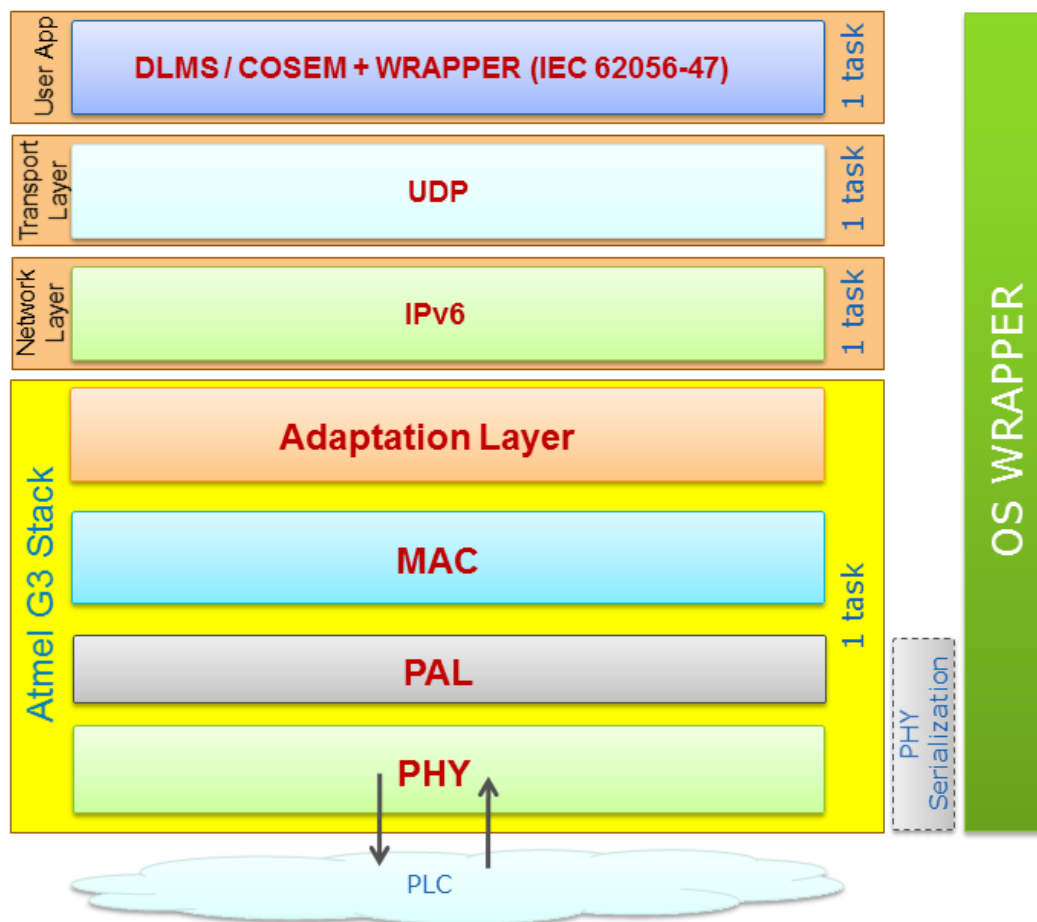 User App
DLMS / COSEM + WRAPPER (IEC 62056-47)
1 task
Transport
Layer
UDP
1 task
Network
Layer
IPv6
1 task
Atmel G3 Stack
Adaptation Layer
MAC
PAL
PHY
1 task
PHY
Serialization
OS WRAPPER
PLC